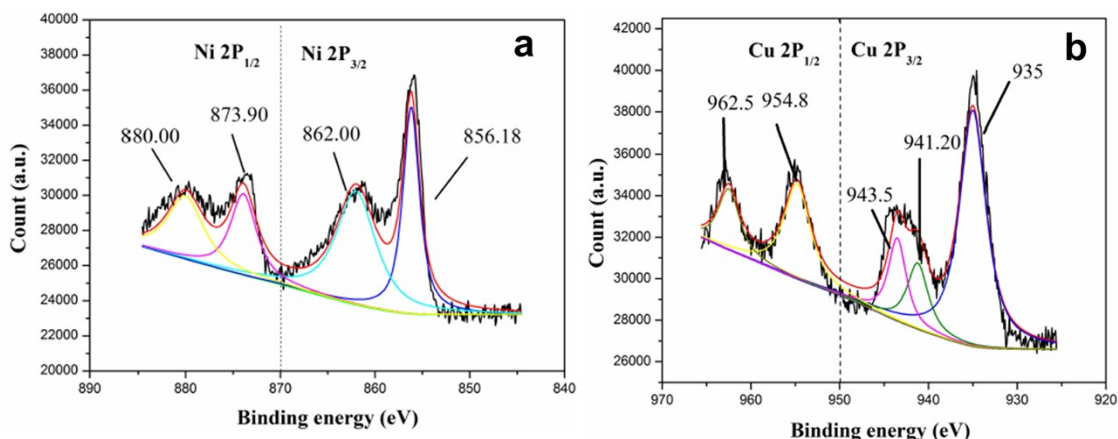 a
Ni 2P1/2 Ni 2P3/2
880.00
873.90
862.00
856.18
Count (a.u.)
40000
38000
36000
34000
32000
30000
28000
26000
24000
22000
20000
890 880 870 860 850 840
Binding energy (eV)
b
Cu 2P1/2 Cu 2P3/2
962.5
954.8
943.5
941.20
935
Count (a.u.)
42000
40000
38000
36000
34000
32000
30000
28000
26000
970 965 960 950 940 930 920
Binding energy (eV)